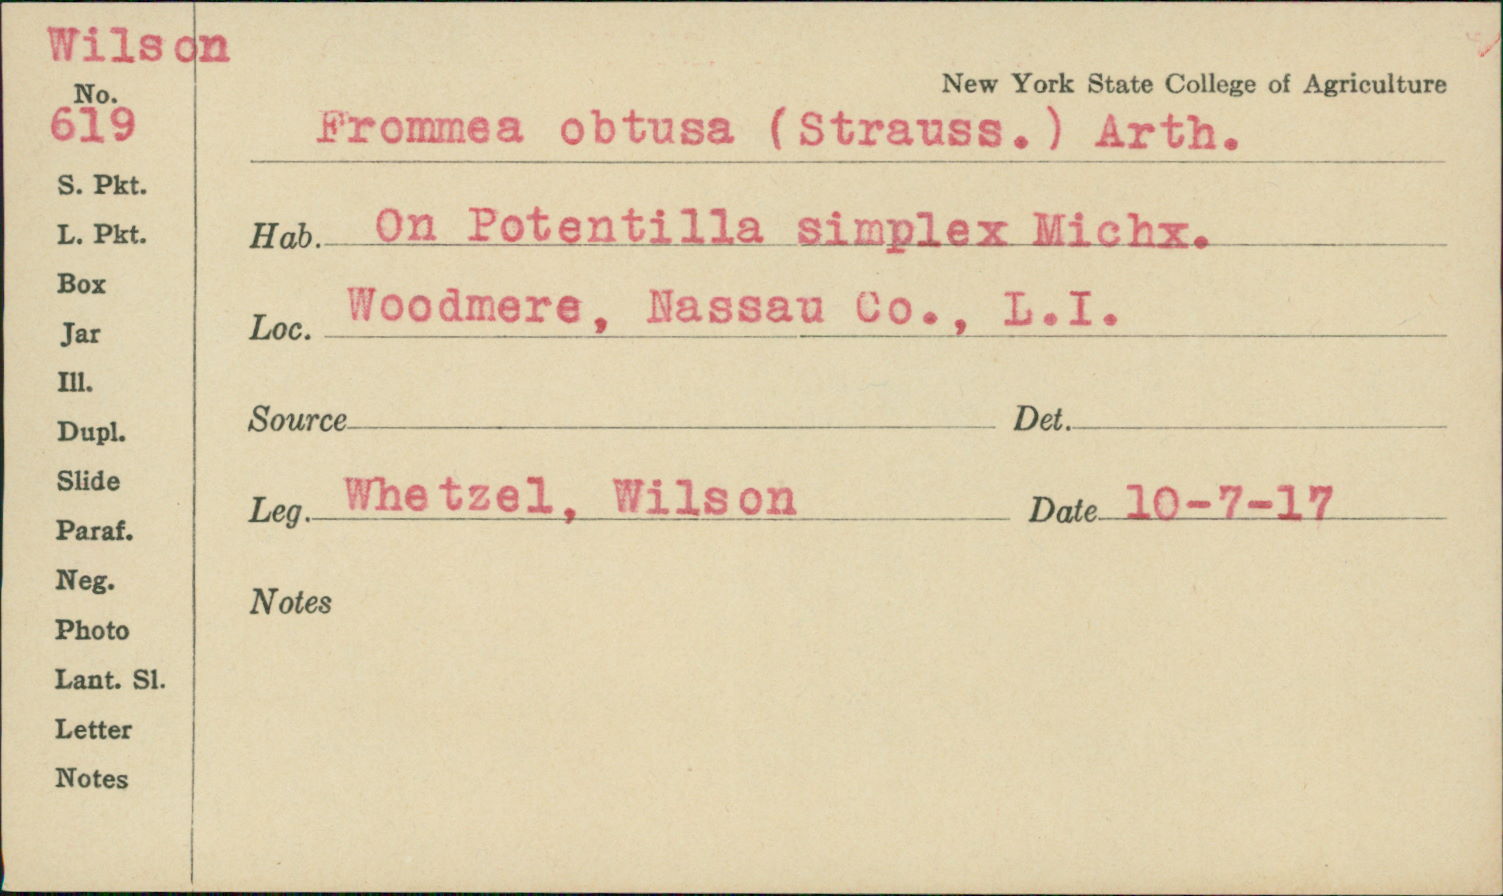 Wilson
No.
619
New York State College of Agriculture
Frommea obtusa (Strauss.) Arth.
S. Pkt.
L. Pkt.
Hab. On Potentilla simplex Michx.
Box
Jar
Loc. Woodmere, Nassau Co., L.I.
Ill.
Dupl.
Source Det.
Slide
Leg. Whetzel, Wilson Date 10-7-17
Paraf.
Neg.
Notes
Photo
Lant. Sl.
Letter
Notes